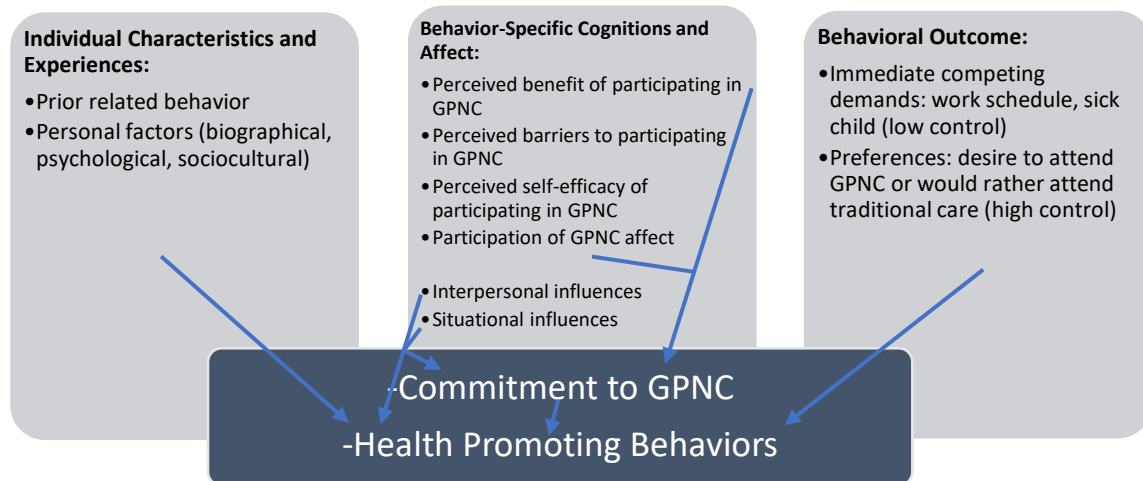 Individual Characteristics and
Experiences:
•Prior related behavior
•Personal factors (biographical,
psychological, sociocultural)
Behavior-Specific Cognitions and
Affect:
•Perceived benefit of participating in
GPNC
•Perceived barriers to participating
in GPNC
•Perceived self-efficacy of
participating in GPNC
•Participation of GPNC affect
•Interpersonal influences
•Situational influences
Behavioral Outcome:
•Immediate competing
demands: work schedule, sick
child (low control)
•Preferences: desire to attend
GPNC or would rather attend
traditional care (high control)
-Commitment to GPNC
-Health Promoting Behaviors